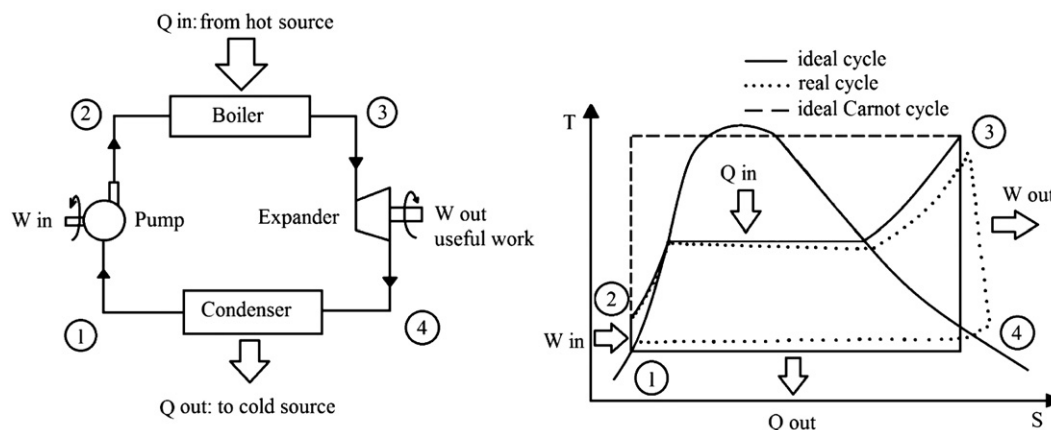 Q in: from hot source
2
Boiler
3
W in
Pump
Expander
W out
useful work
1
Condenser
4
Q out: to cold source
ideal cycle
real cycle
ideal Carnot cycle
T
3
Q in
W out
2
W in
4
1
Q out
S